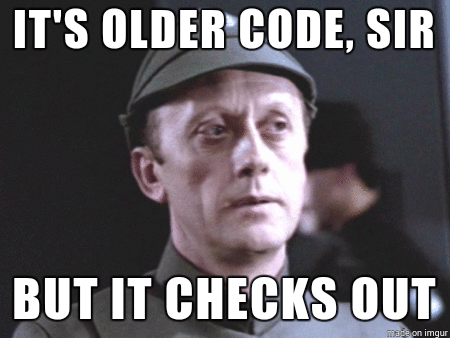 IT'S OLDER CODE, SIR
BUT IT CHECKS OUT
made on imgur